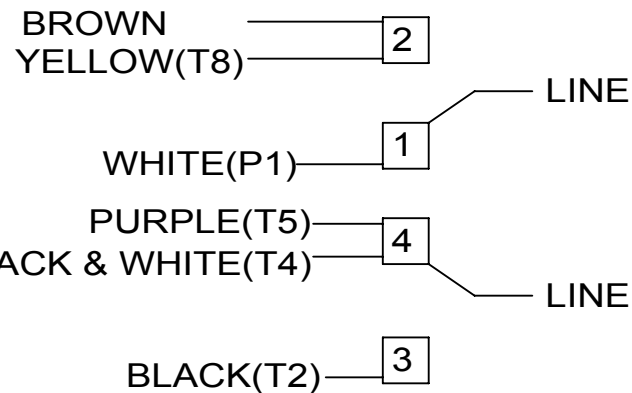 BROWN
2
YELLOW(T8)
LINE
1
WHITE(P1)
PURPLE(T5)
4
ACK & WHITE(T4)
LINE
3
BLACK(T2)